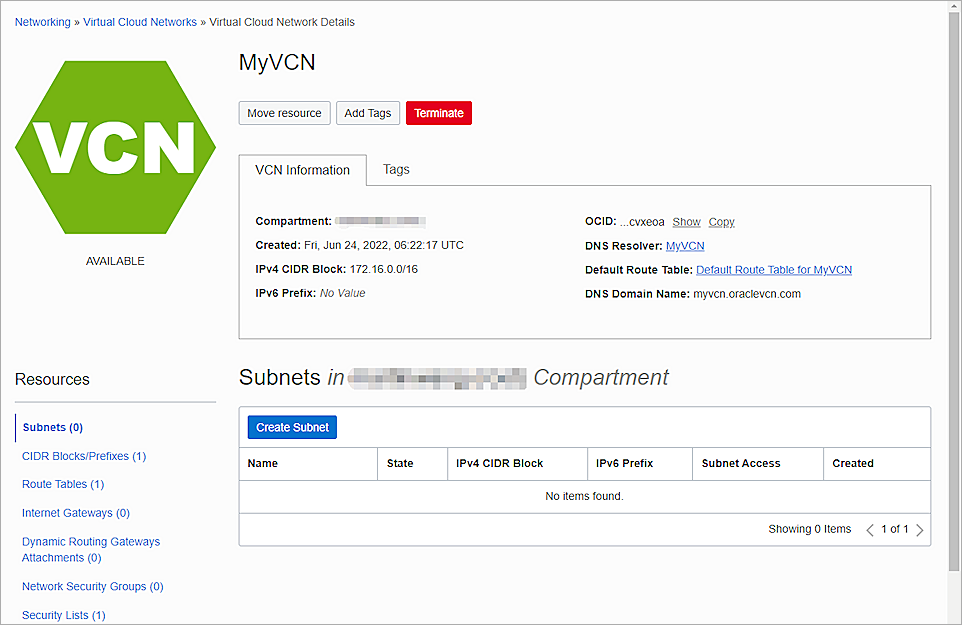 Networking » Virtual Cloud Networks » Virtual Cloud Network Details
VCN
AVAILABLE
MyVCN
Move resource
Add Tags
Terminate
VCN Information
Tags
Compartment:
Created: Fri, Jun 24, 2022, 06:22:17 UTC
IPv4 CIDR Block: 172.16.0.0/16
IPv6 Prefix: No Value
OCID: ...cvxeoa Show Copy
DNS Resolver: MyVCN
Default Route Table: Default Route Table for MyVCN
DNS Domain Name: myvcn.oraclevcn.com
Resources
Subnets (0)
CIDR Blocks/Prefixes (1)
Route Tables (1)
Internet Gateways (0)
Dynamic Routing Gateways
Attachments (0)
Network Security Groups (0)
Security Lists (1)
Subnets in Compartment
Create Subnet
Name State IPv4 CIDR Block IPv6 Prefix Subnet Access Created
No items found.
Showing 0 Items < 1 of 1 >